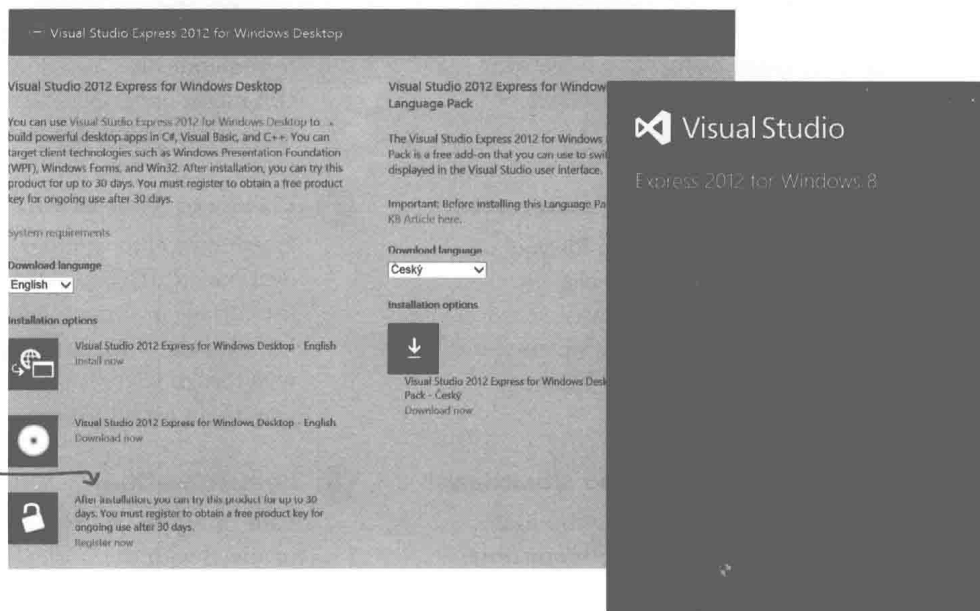 Visual Studio Express 2012 for Windows Desktop
Visual Studio 2012 Express for Windows Desktop
You can use Visual Studio Express 2012 for Windows Desktop to
build powerful desktop apps in C#, Visual Basic, and C++. You can
target client technologies such as Windows Presentation Foundation
(WPF), Windows Forms, and Win32. After installation, you can try this
product for up to 30 days. You must register to obtain a free product
key for ongoing use after 30 days.
System requirements
Download language
English
Installation options
Visual Studio 2012 Express for Windows Desktop - English
Install now
Visual Studio 2012 Express for Windows Desktop - English
Download now
After installation, you can try this product for up to 30
days. You must register to obtain a free product key for
ongoing use after 30 days.
Register now
Visual Studio 2012 Express for Window
Language Pack
The Visual Studio Express 2012 for Windows
Pack is a free add-on that you can use to swi
displayed in the Visual Studio user interface.
Important: Before installing this Language Pa
KB Article here.
Download language
Český
Installation options
Visual Studio 2012 Express for Windows Desk
Pack - Český
Download now
Visual Studio
Express 2012 for Windows 8